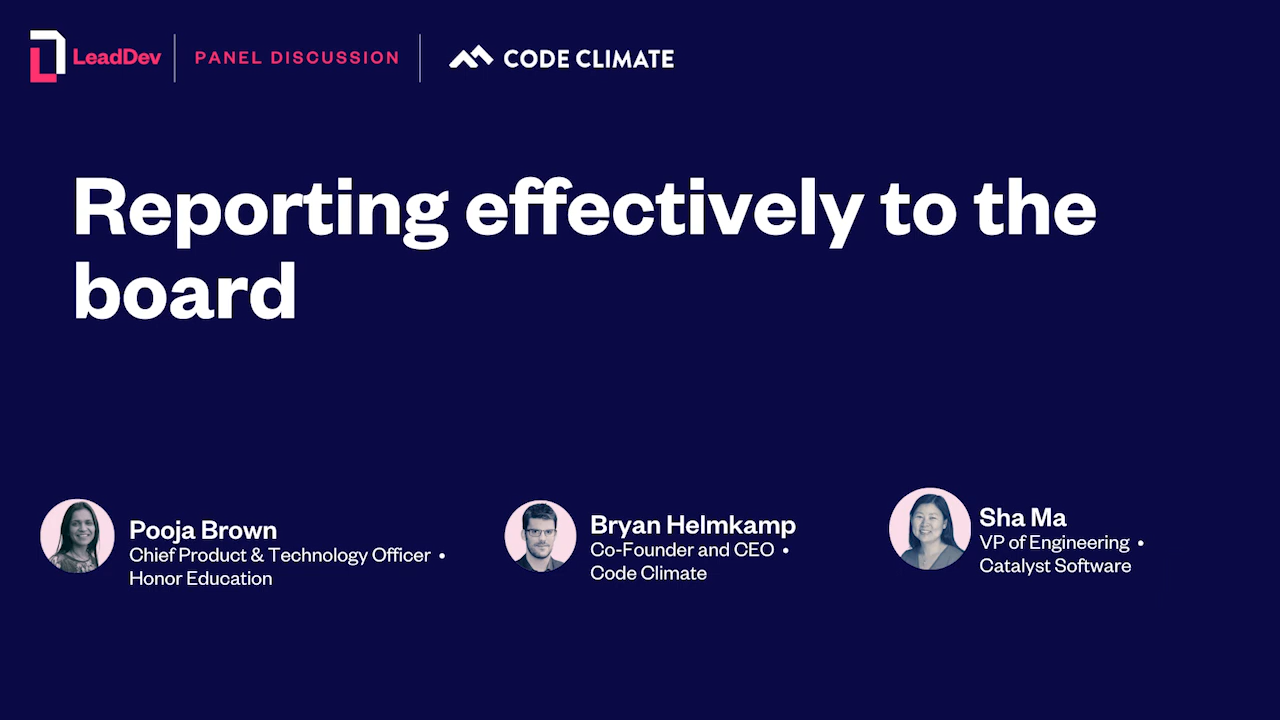 LeadDev
PANEL DISCUSSION
CODE CLIMATE
Reporting effectively to the
board
Pooja Brown
Chief Product & Technology Officer •
Honor Education
Bryan Helmkamp
Co-Founder and CEO •
Code Climate
Sha Ma
VP of Engineering •
Catalyst Software